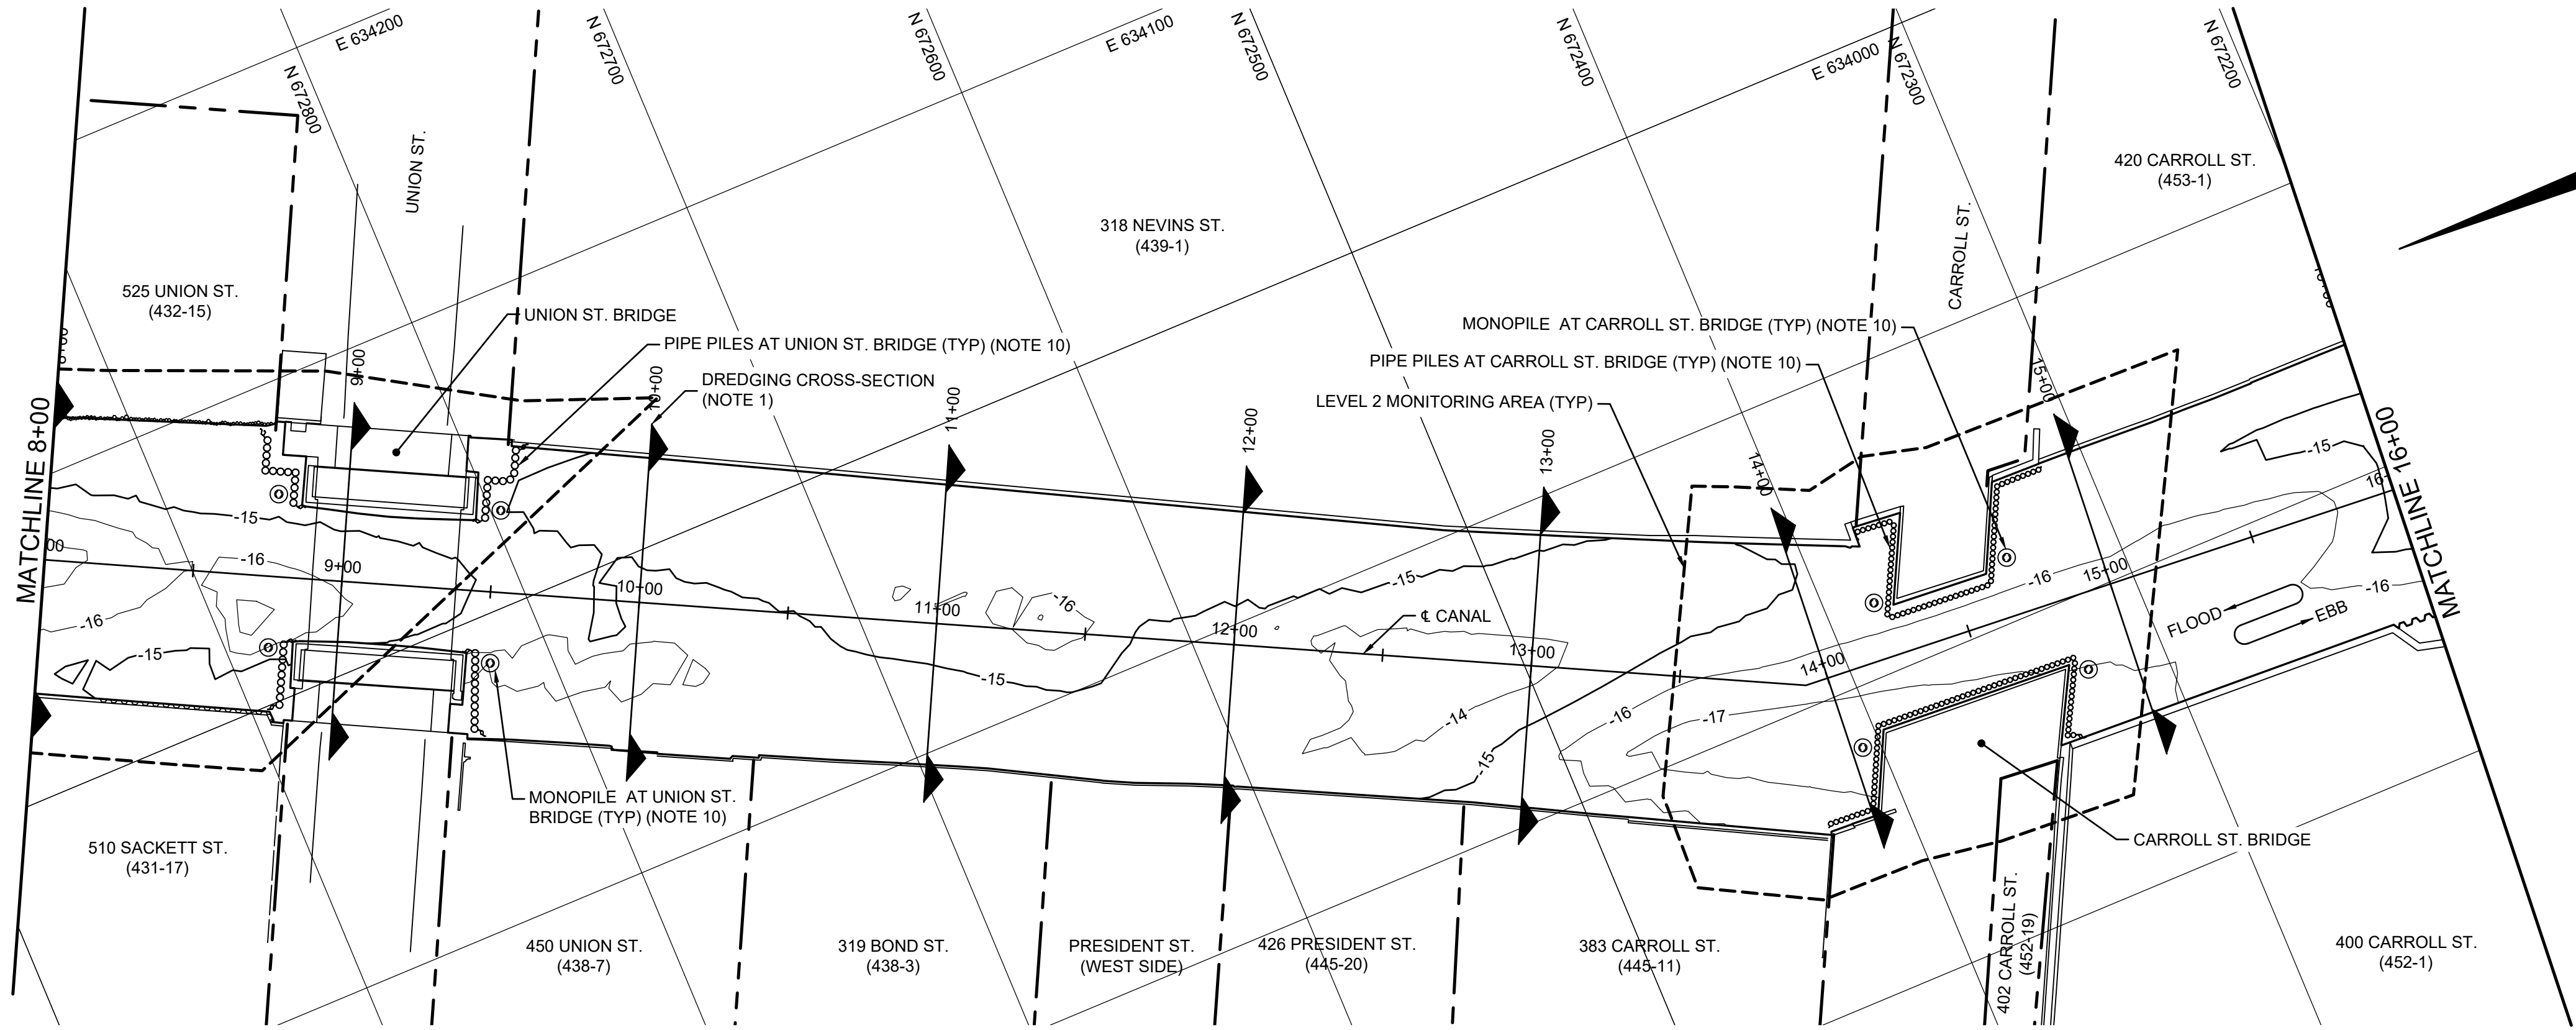 E 634200
E 634100
E 634000
N 672800
N 672700
N 672600
N 672500
N 672400
N 672300
N 672200
UNION ST.
420 CARROLL ST.
(453-1)
318 NEVINS ST.
(439-1)
CARROLL ST.
525 UNION ST.
(432-15)
UNION ST. BRIDGE
PIPE PILES AT UNION ST. BRIDGE (TYP) (NOTE 10)
DREDGING CROSS-SECTION
(NOTE 1)
MONOPILE AT CARROLL ST. BRIDGE (TYP) (NOTE 10)
PIPE PILES AT CARROLL ST. BRIDGE (TYP) (NOTE 10)
LEVEL 2 MONITORING AREA (TYP)
9+00
10+00
11+00
12+00
13+00
14+00
15+00
MATCHLINE 8+00
MATCHLINE 16+00
-15
-16
-16
-15
9+00
10+00
11+00
-16
12+00
-15
-15
℄ CANAL
13+00
-14
-15
-16
-17
14+00
-16
15+00
-15
-16
FLOOD
EBB
MONOPILE AT UNION ST.
BRIDGE (TYP) (NOTE 10)
CARROLL ST. BRIDGE
510 SACKETT ST.
(431-17)
450 UNION ST.
(438-7)
319 BOND ST.
(438-3)
PRESIDENT ST.
(WEST SIDE)
426 PRESIDENT ST.
(445-20)
383 CARROLL ST.
(445-11)
402 CARROLL ST.
(452-19)
400 CARROLL ST.
(452-1)